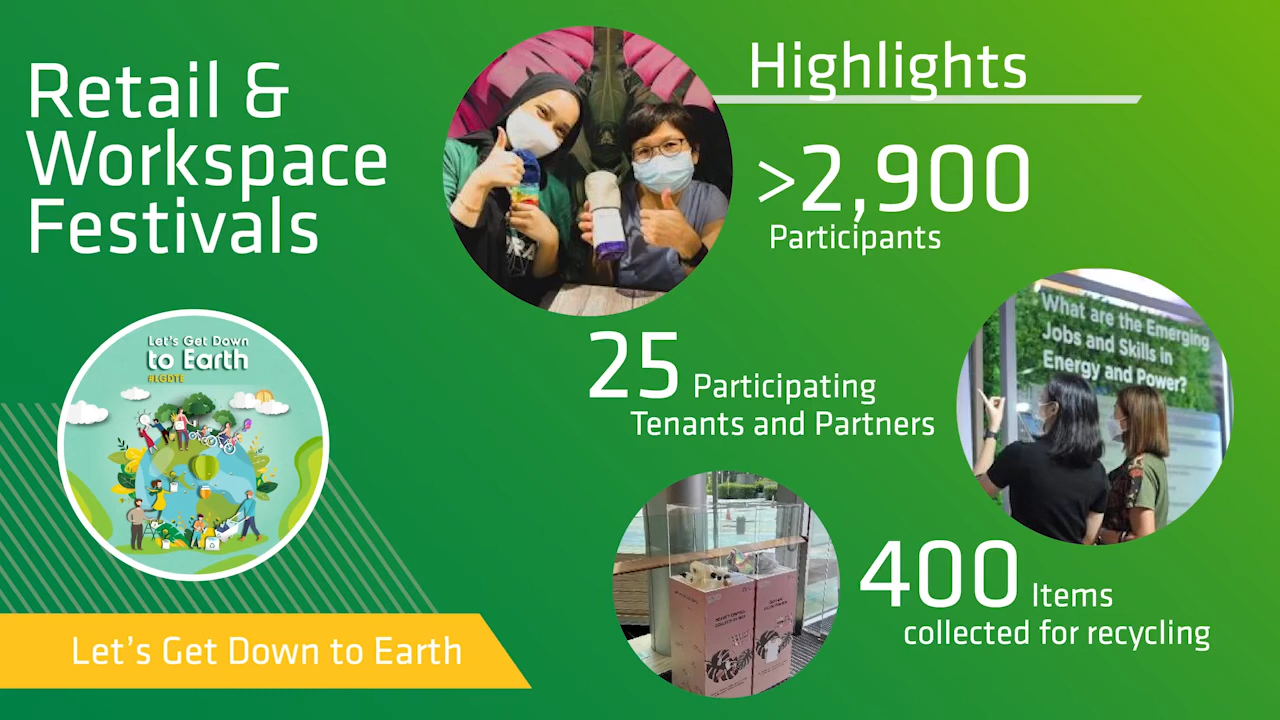 Retail &
Workspace
Festivals
Let's Get Down
to Earth
#LGDTE
Let's Get Down to Earth
Highlights
>2,900
Participants
25 Participating
Tenants and Partners
What are the Emerging
Jobs and Skills in
Energy and Power?
400 Items
collected for recycling